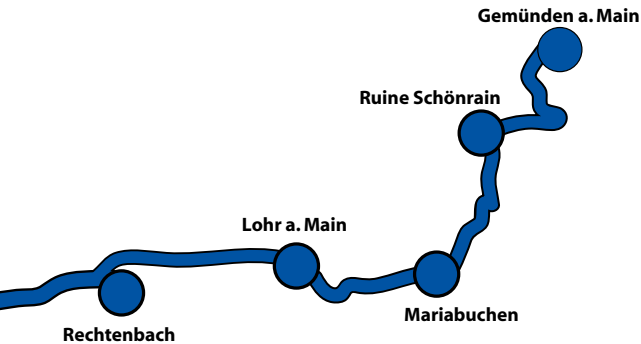 Gemünden a. Main
Ruine Schönrain
Lohr a. Main
Mariabuchen
Rechtenbach